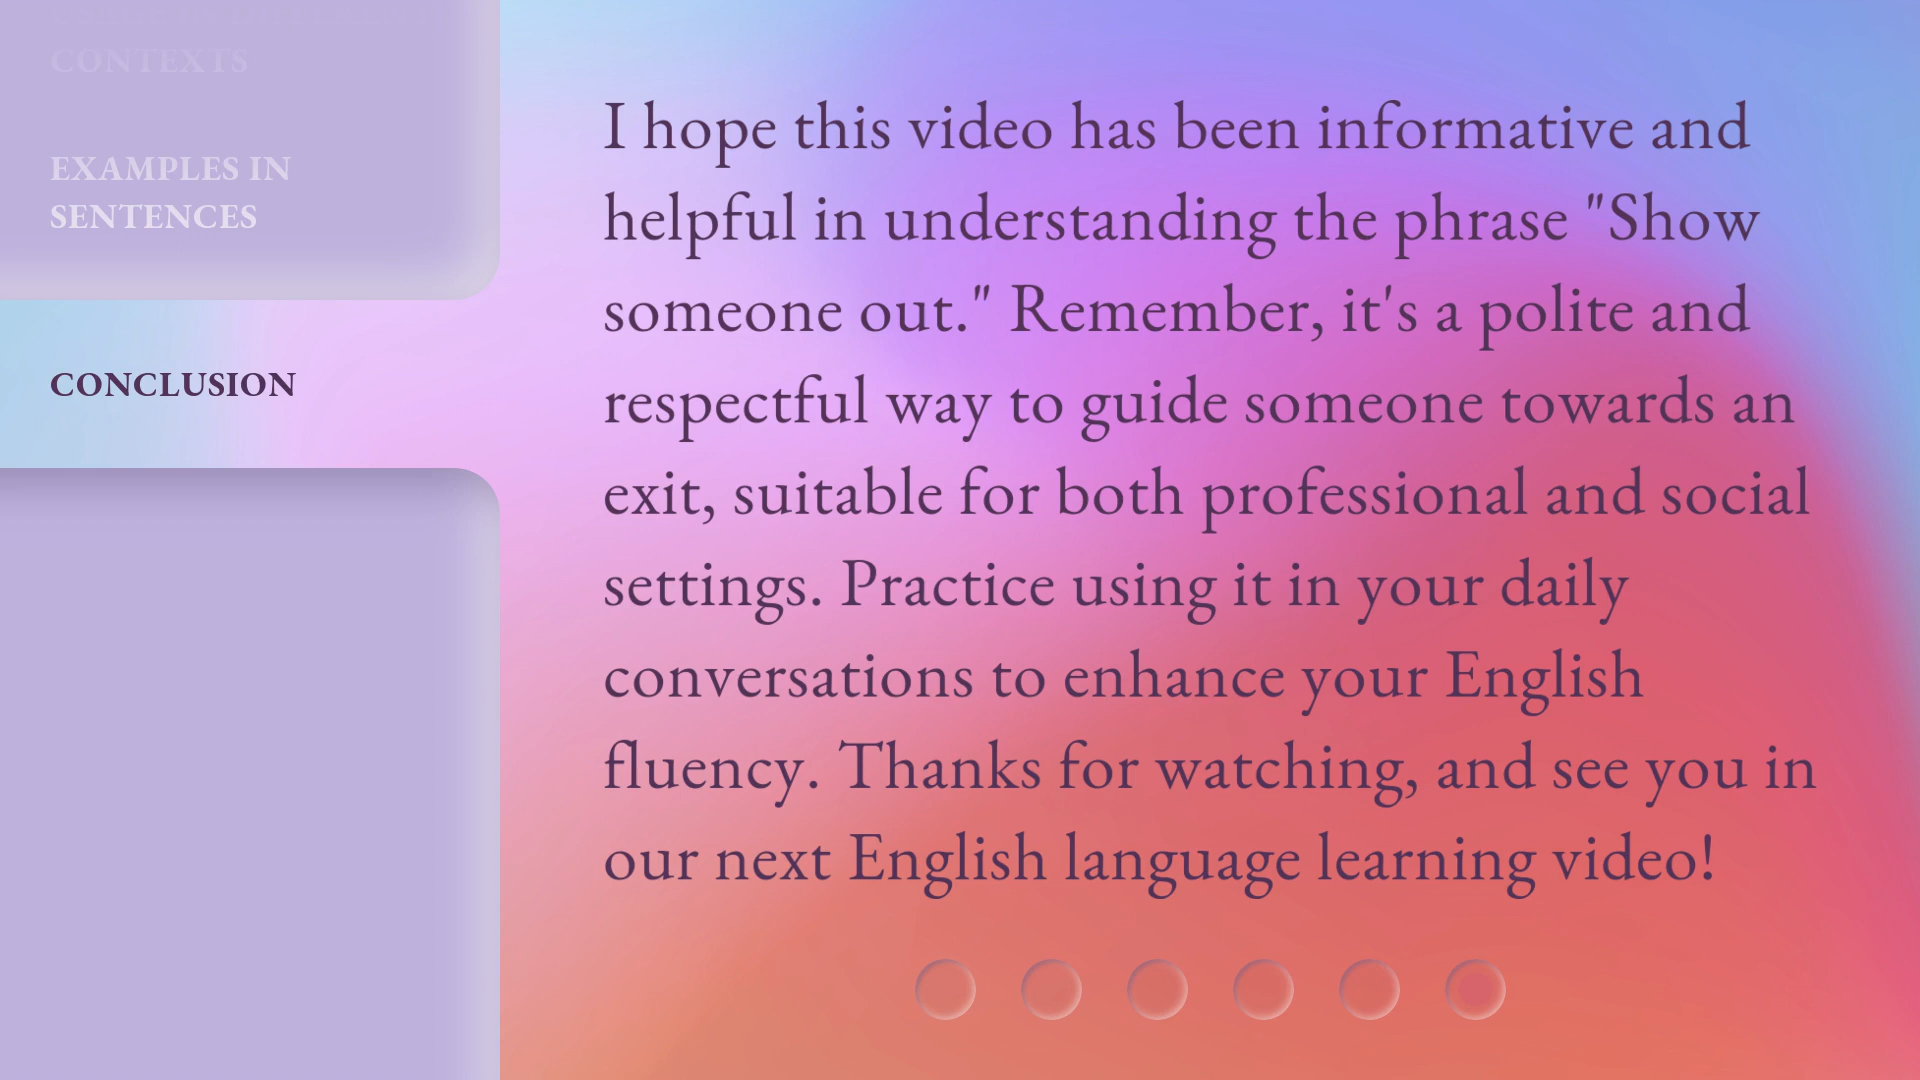 CONTEXTS
EXAMPLES IN
SENTENCES
CONCLUSION
I hope this video has been informative and
helpful in understanding the phrase "Show
someone out." Remember, it's a polite and
respectful way to guide someone towards an
exit, suitable for both professional and social
settings. Practice using it in your daily
conversations to enhance your English
fluency. Thanks for watching, and see you in
our next English language learning video!